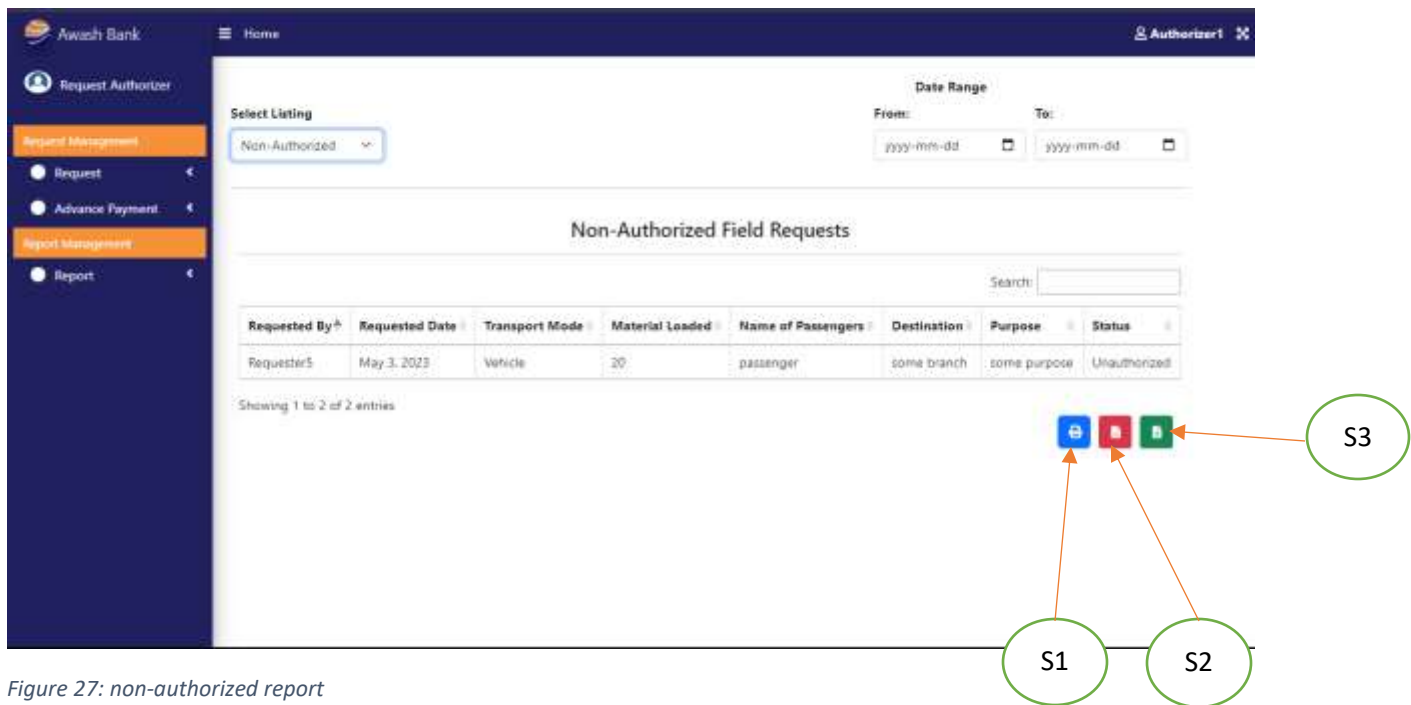 Awash Bank
Home
Authorizer1
Request Authorizer
Date Range
Select Listing
From:
To:
Request Management
Non-Authorized
yyyy-mm-dd
yyyy-mm-dd
Request
Advance Payment
Non-Authorized Field Requests
Report Management
Report
Search:
Requested By Requested Date Transport Mode Material Loaded Name of Passengers Destination Purpose Status
Requester5 May 3, 2023 Vehicle 20 passenger some branch some purpose Unauthorized
Showing 1 to 2 of 2 entries
S3
S1
S2
Figure 27: non-authorized report